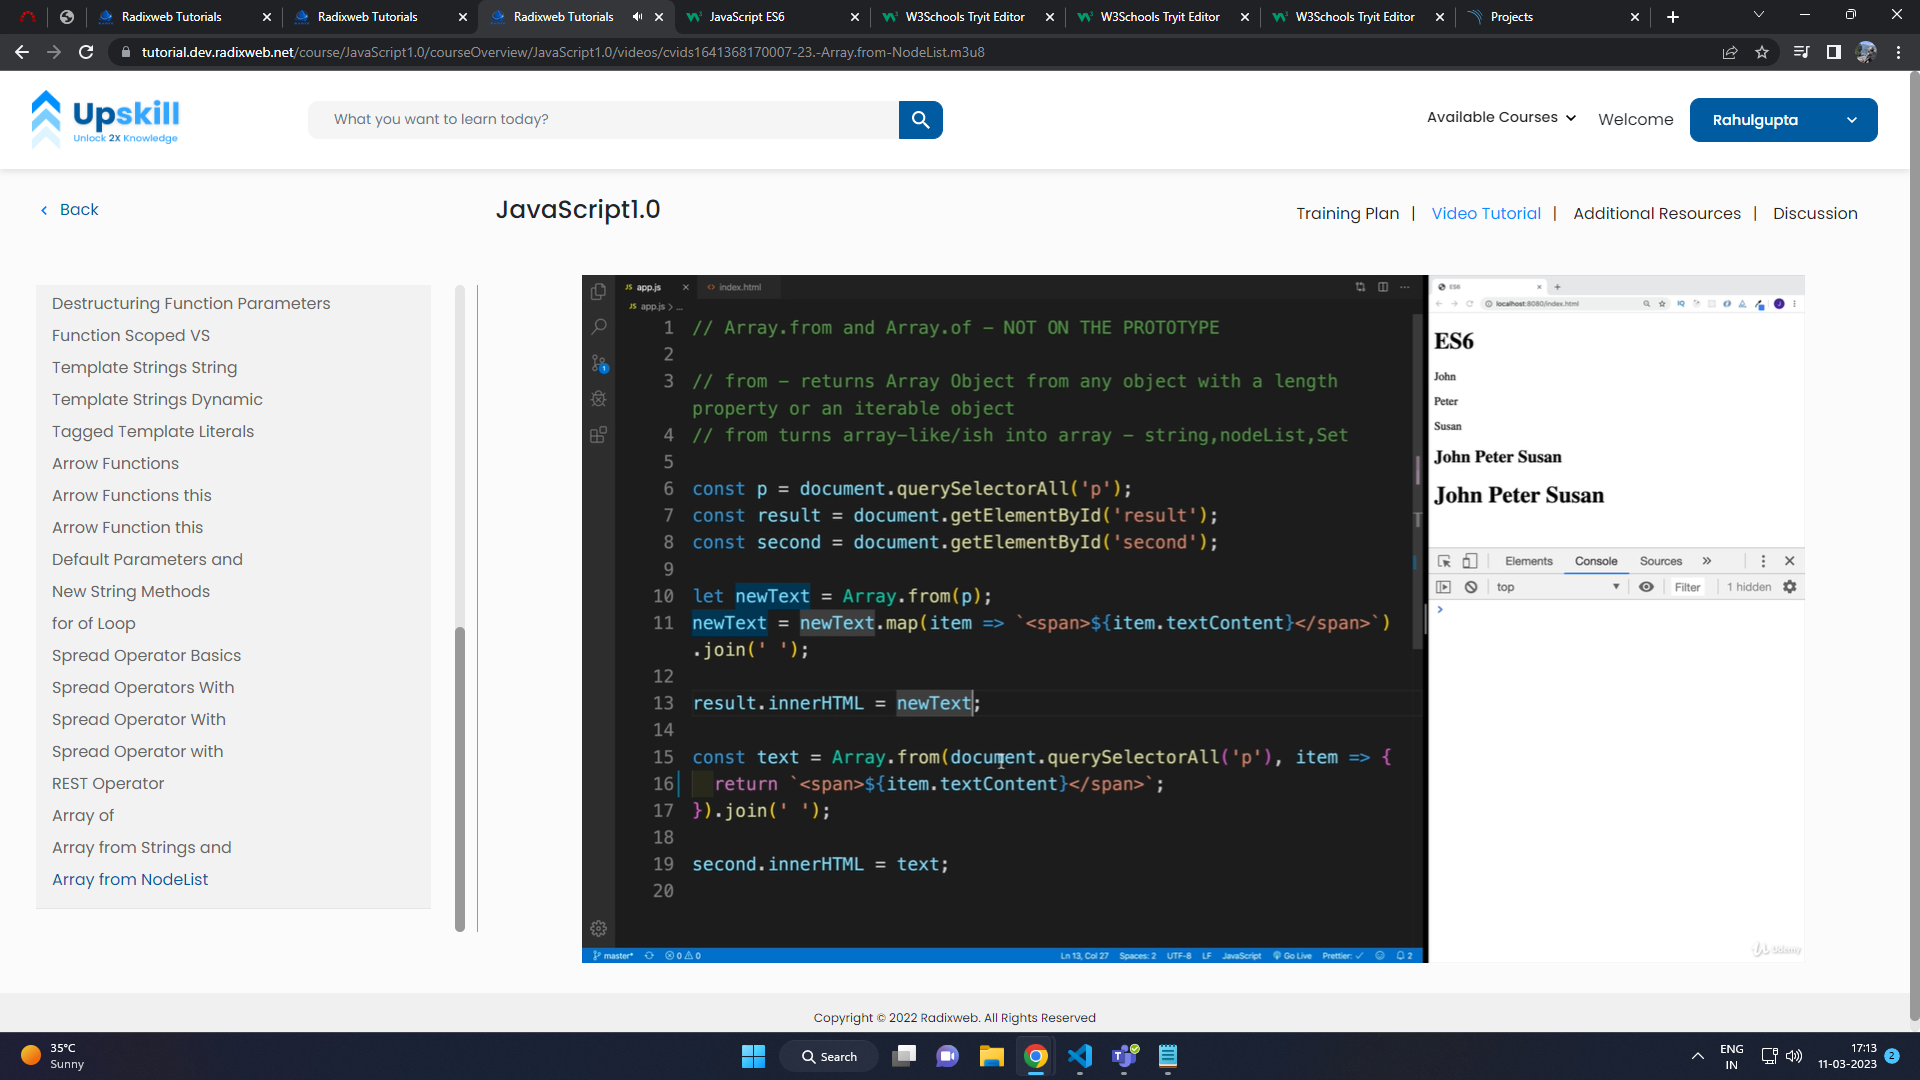 Radixweb Tutorials
Radixweb Tutorials
Radixweb Tutorials
JavaScript ES6
W3Schools Tryit Editor
W3Schools Tryit Editor
W3Schools Tryit Editor
Projects
tutorial.dev.radixweb.net/course/JavaScript1.0/courseOverview/JavaScript1.0/videos/cvids1641368170007-23.-Array.from-NodeList.m3u8
Upskill
Unlock 2X Knowledge
What you want to learn today?
Available Courses
Welcome
Rahulgupta
Back
JavaScript1.0
Training Plan |
Video Tutorial |
Additional Resources |
Discussion
Destructuring Function Parameters
Function Scoped VS
Template Strings String
Template Strings Dynamic
Tagged Template Literals
Arrow Functions
Arrow Functions this
Arrow Function this
Default Parameters and
New String Methods
for of Loop
Spread Operator Basics
Spread Operators With
Spread Operator With
Spread Operator with
REST Operator
Array of
Array from Strings and
Array from NodeList
JS app.js
<> index.html
JS app.js > ...
1 // Array.from and Array.of – NOT ON THE PROTOTYPE
2
3 // from – returns Array Object from any object with a length
property or an iterable object
4 // from turns array-like/ish into array – string,nodeList,Set
5
6 const p = document.querySelectorAll('p');
7 const result = document.getElementById('result');
8 const second = document.getElementById('second');
9
10 let newText = Array.from(p);
11 newText = newText.map(item => `<span>${item.textContent}</span>`)
.join(' ');
12
13 result.innerHTML = newText;
14
15 const text = Array.from(document.querySelectorAll('p'), item => {
16 return `<span>${item.textContent}</span>`;
17 }).join(' ');
18
19 second.innerHTML = text;
20
master*
0 0
Ln 13, Col 27
Spaces: 2
UTF-8
LF
JavaScript
Go Live
Prettier: ✓
2
ES6
localhost:8080/index.html
ES6
John
Peter
Susan
John Peter Susan
John Peter Susan
Elements
Console
Sources
top
Filter
1 hidden
Udemy
Copyright © 2022 Radixweb. All Rights Reserved
35°C
Sunny
Search
ENG
IN
17:13
11-03-2023
2